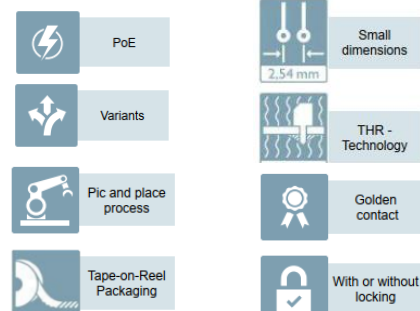 PoE
Small
dimensions
2,54 mm
Variants
THR -
Technology
Pic and place
process
Golden
contact
Tape-on-Reel
Packaging
With or without
locking